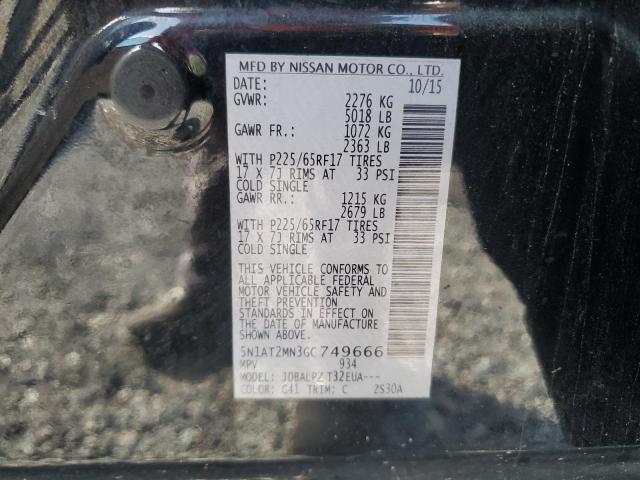 MFD BY NISSAN MOTOR CO., LTD.
DATE: 10/15
GVWR: 2276 KG
5018 LB
GAWR FR.: 1072 KG
2363 LB
WITH P225/65RF17 TIRES
17 X 7J RIMS AT 33 PSI
COLD SINGLE
GAWR RR.: 1215 KG
2679 LB
WITH P225/65RF17 TIRES
17 X 7J RIMS AT 33 PSI
COLD SINGLE
THIS VEHICLE CONFORMS TO
ALL APPLICABLE FEDERAL
MOTOR VEHICLE SAFETY AND
THEFT PREVENTION
STANDARDS IN EFFECT ON
THE DATE OF MANUFACTURE
SHOWN ABOVE.
5N1AT2MN3GC749666
MPV 934
MODEL: JDBALPZ T32EUA---
COLOR: G41 TRIM: C 2S30A